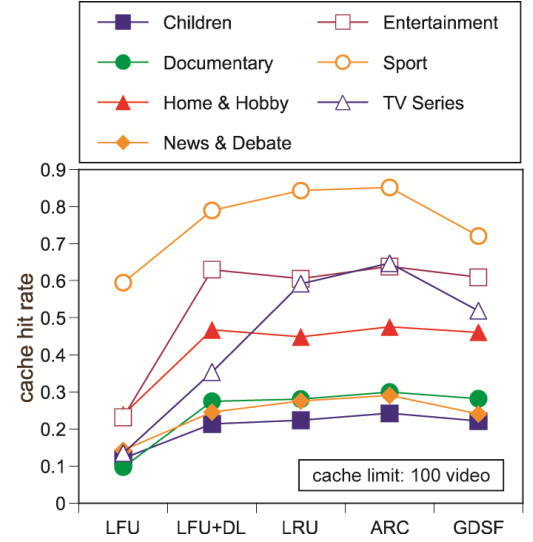 Children
Entertainment
Documentary
Sport
Home & Hobby
TV Series
News & Debate
0.9
0.8
0.7
0.6
0.5
0.4
0.3
0.2
0.1
0
cache hit rate
cache limit: 100 video
LFU LFU+DL LRU ARC GDSF